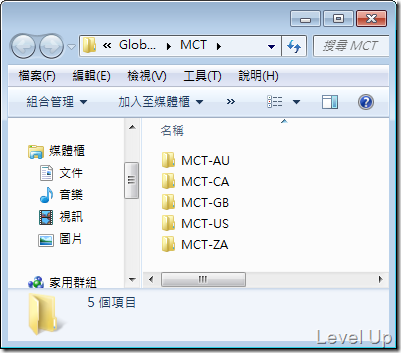 « Glob... ▸ MCT ▸
搜尋 MCT
檔案(F) 編輯(E) 檢視(V) 工具(T) 說明(H)
組合管理 加入至媒體櫃 »
媒體櫃
文件
音樂
視訊
圖片
家用群組
名稱
MCT-AU
MCT-CA
MCT-GB
MCT-US
MCT-ZA
5 個項目
Level Up